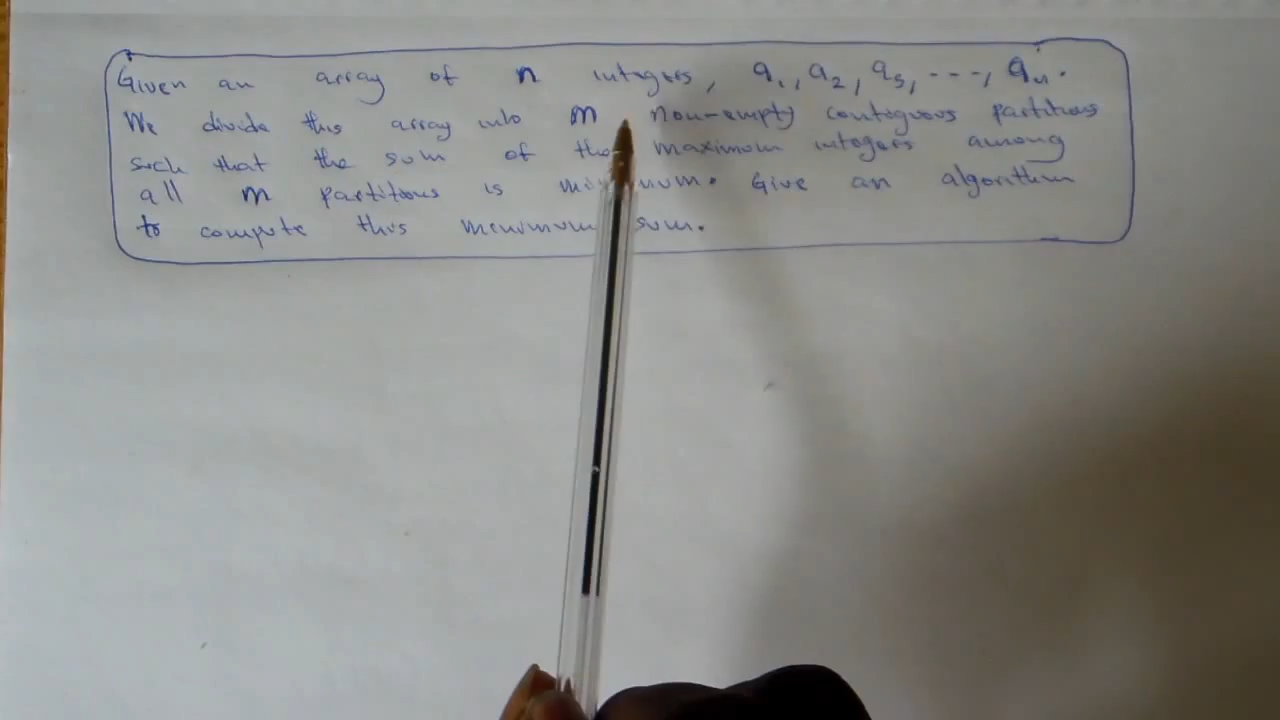 Given an array of n integers, a1, a2, a3, ---, an.
We divide this array into m non-empty contiguous partitions
such that the sum of the maximum integers among
all m partitions is minimum. Give an algorithm
to compute this minimum sum.